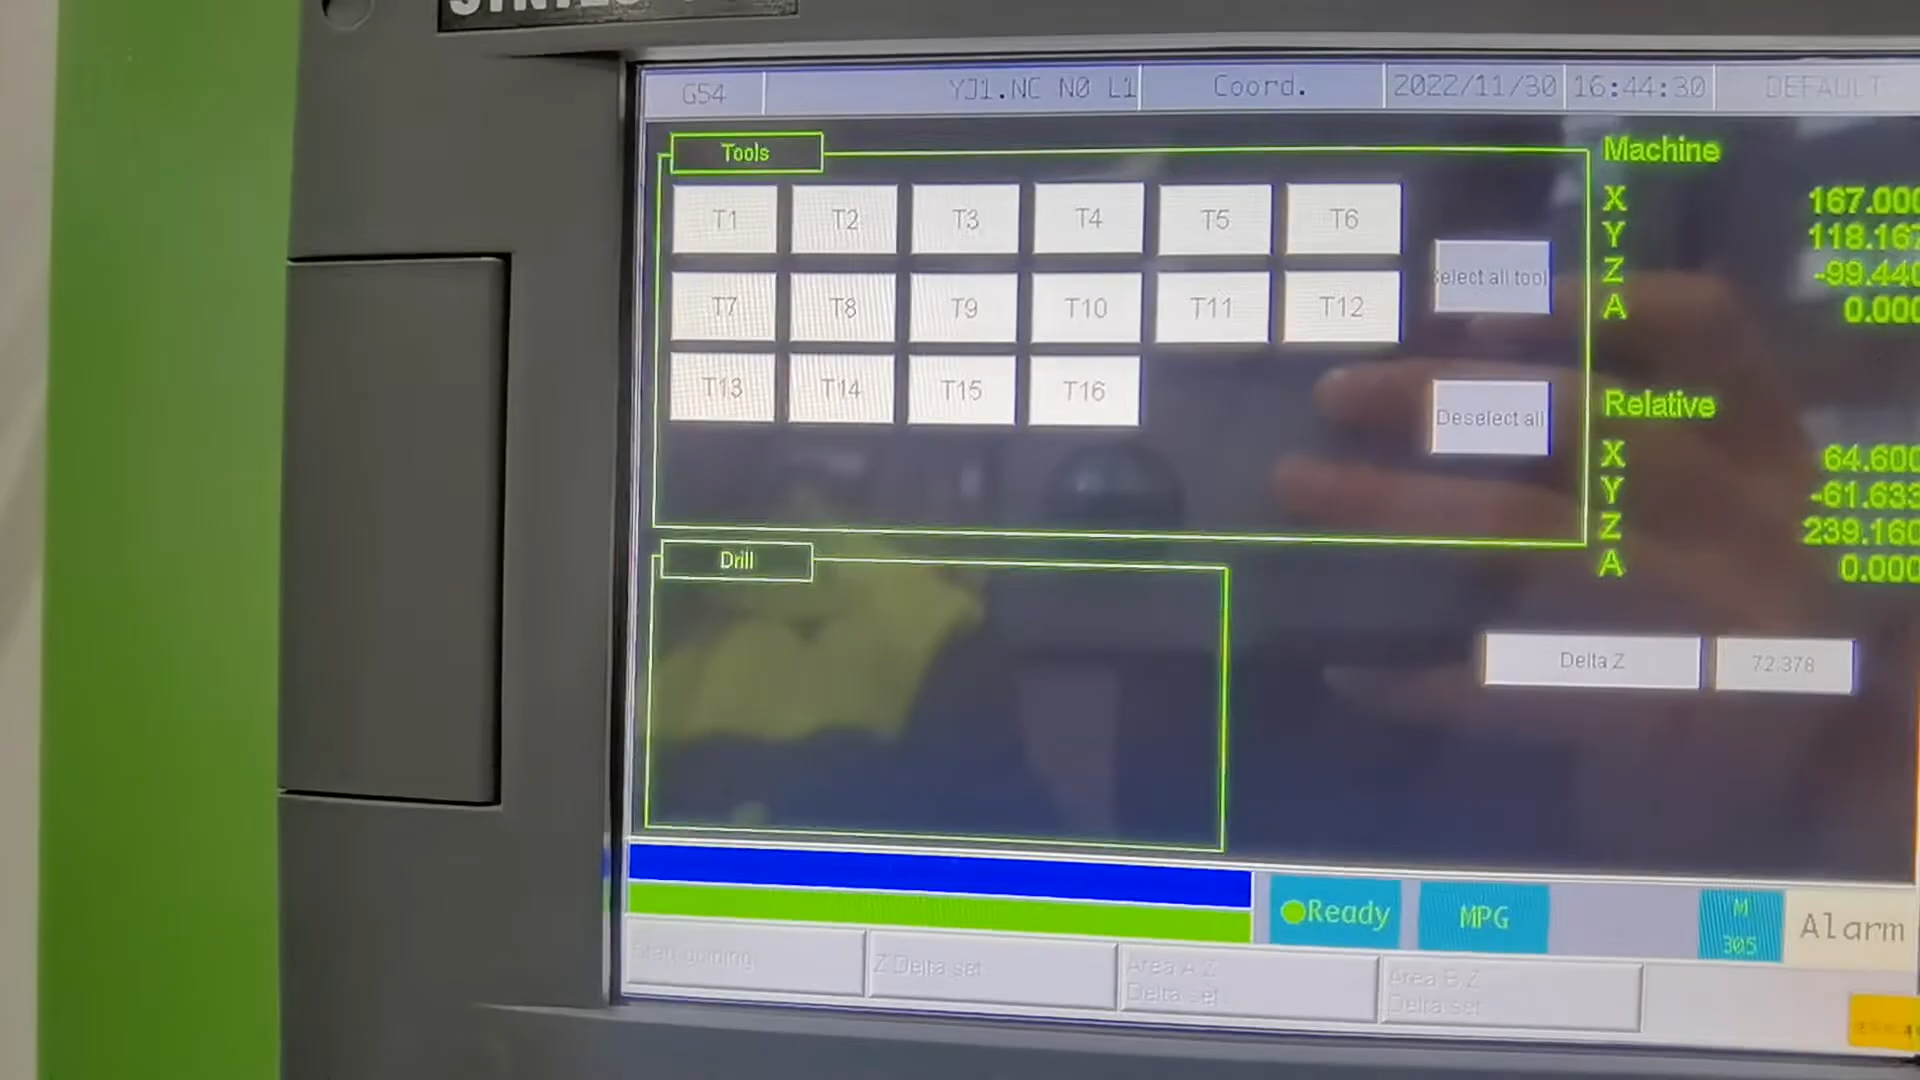 G54 YJ1.NC N0 L1 Coord. 2022/11/30 16:44:30 DEFAULT
Tools
T1 T2 T3 T4 T5 T6
T7 T8 T9 T10 T11 T12
T13 T14 T15 T16
elect all tool
Deselect all
Machine
X 167.000
Y 118.167
Z -99.440
A 0.000
Relative
X 64.600
Y -61.633
Z 239.160
A 0.000
Drill
Delta Z 72.378
Ready MPG M 305 Alarm
Z Delta set
Area A Z
Delta set
Area B Z
Delta set